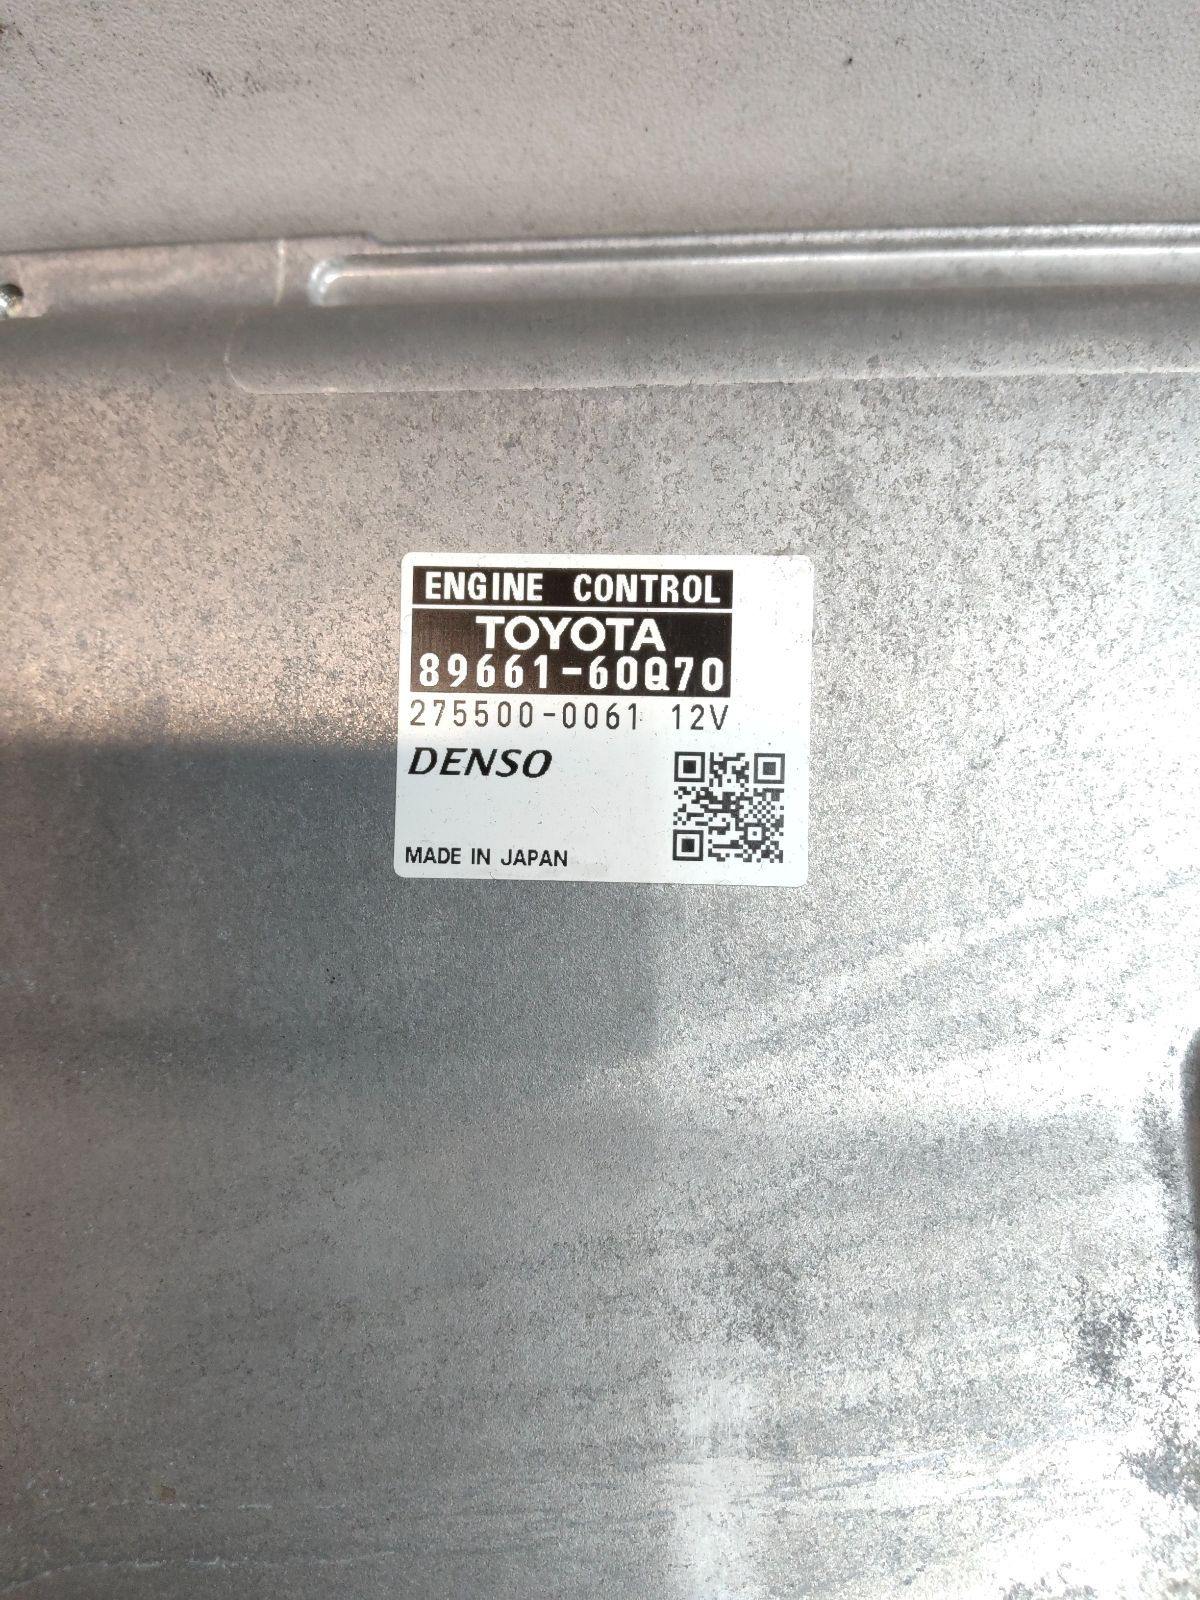 ENGINE CONTROL
TOYOTA
89661-60Q70
275500-0061 12V
DENSO
MADE IN JAPAN